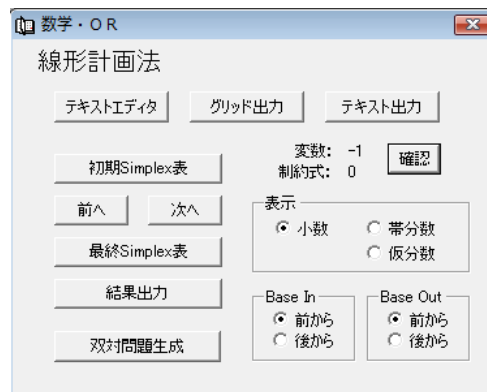 数学・OR
線形計画法
テキストエディタ グリッド出力 テキスト出力
変数: -1
制約式: 0
確認
初期Simplex表
前へ 次へ
最終Simplex表
結果出力
双対問題生成
表示
小数 帯分数
仮分数
Base In
前から
後から
Base Out
前から
後から